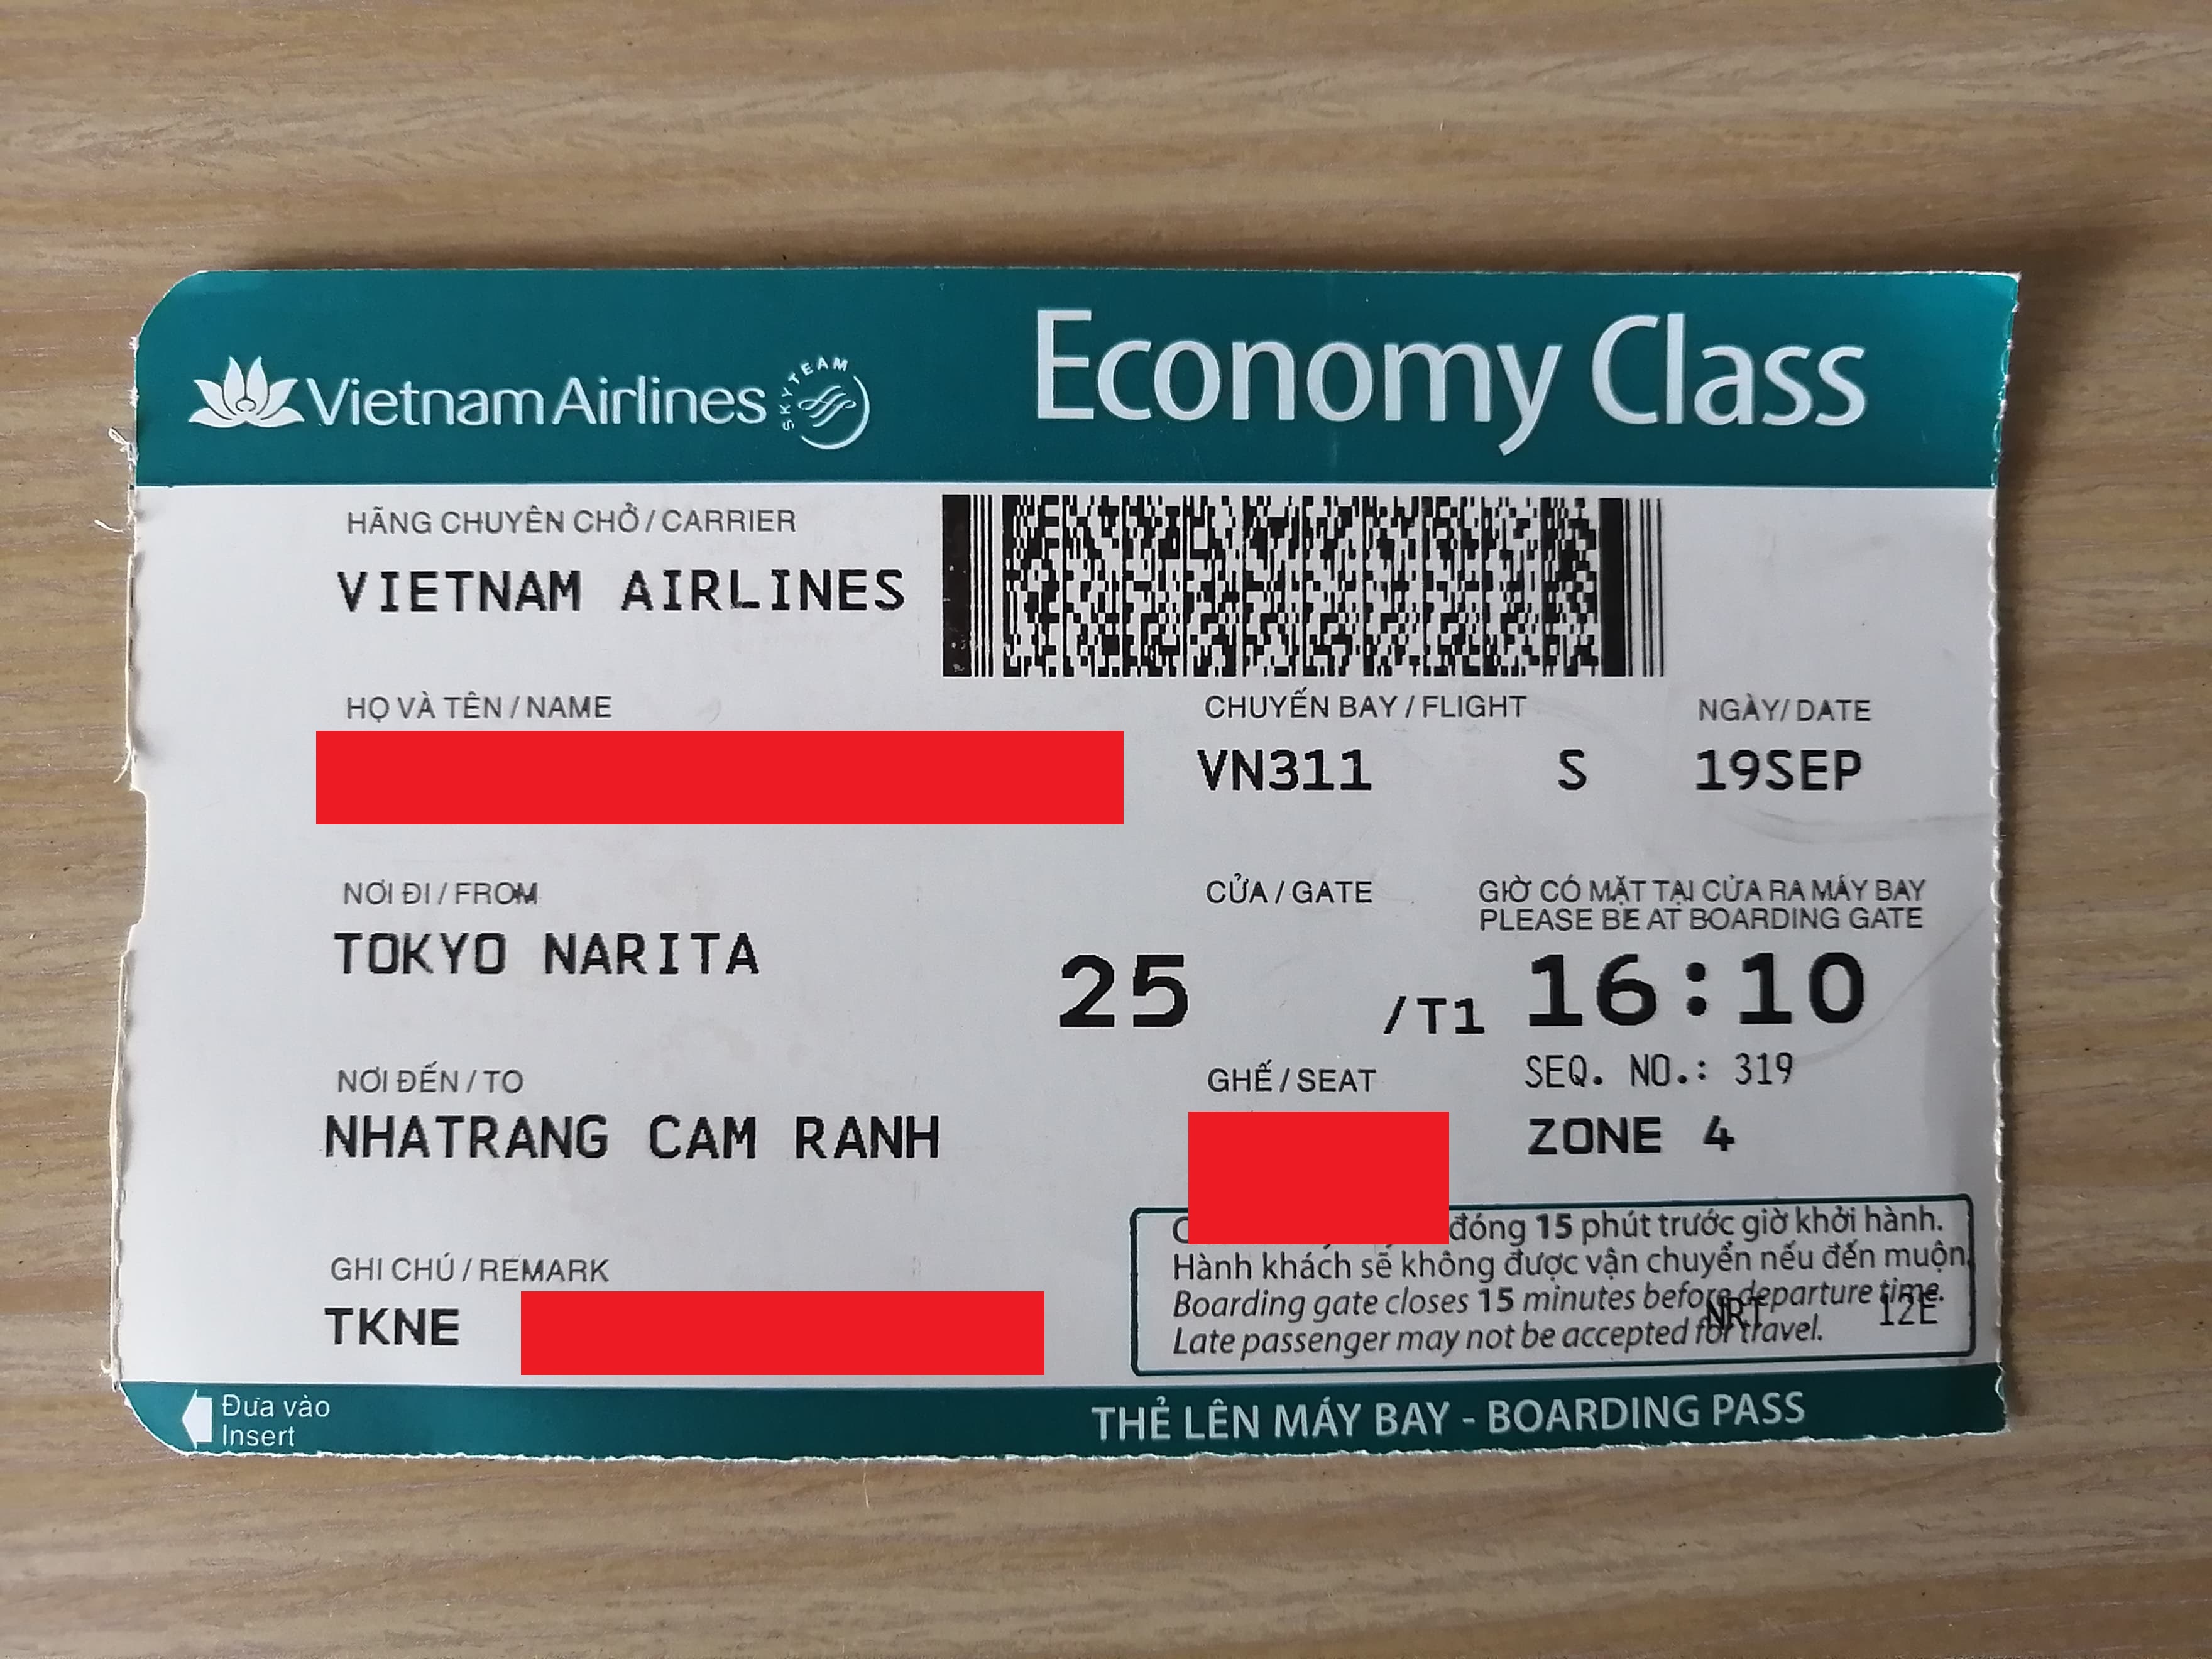 Vietnam Airlines SKYTEAM
Economy Class
HÃNG CHUYÊN CHỞ / CARRIER
VIETNAM AIRLINES
HỌ VÀ TÊN / NAME
CHUYẾN BAY / FLIGHT
NGÀY/ DATE
VN311 S 19SEP
NƠI ĐI / FROM
TOKYO NARITA
CỬA / GATE
25 /T1
GIỜ CÓ MẶT TẠI CỬA RA MÁY BAY
PLEASE BE AT BOARDING GATE
16:10
SEQ. NO.: 319
NƠI ĐẾN / TO
NHATRANG CAM RANH
GHẾ / SEAT
ZONE 4
GHI CHÚ / REMARK
TKNE
đóng 15 phút trước giờ khởi hành.
Hành khách sẽ không được vận chuyển nếu đến muộn.
Boarding gate closes 15 minutes before departure time.
NRT 12E
Late passenger may not be accepted for travel.
Đưa vào
Insert
THẺ LÊN MÁY BAY - BOARDING PASS